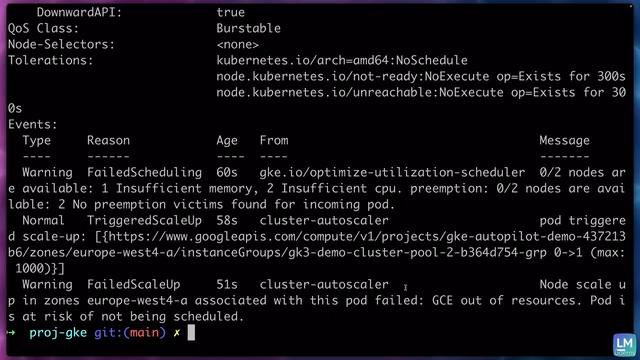 DownwardAPI: true
QoS Class: Burstable
Node-Selectors: <none>
Tolerations: kubernetes.io/arch=amd64:NoSchedule
node.kubernetes.io/not-ready:NoExecute op=Exists for 300s
node.kubernetes.io/unreachable:NoExecute op=Exists for 30
0s
Events:
Type Reason Age From Message
---- ------ ---- ---- -------
Warning FailedScheduling 60s gke.io/optimize-utilization-scheduler 0/2 nodes ar
e available: 1 Insufficient memory, 2 Insufficient cpu. preemption: 0/2 nodes are avai
lable: 2 No preemption victims found for incoming pod.
Normal TriggeredScaleUp 58s cluster-autoscaler pod triggere
d scale-up: [{https://www.googleapis.com/compute/v1/projects/gke-autopilot-demo-437213
b6/zones/europe-west4-a/instanceGroups/gk3-demo-cluster-pool-2-b364d754-grp 0->1 (max:
1000)}]
Warning FailedScaleUp 51s cluster-autoscaler Node scale u
p in zones europe-west4-a associated with this pod failed: GCE out of resources. Pod i
s at risk of not being scheduled.
→ proj-gke git:(main) ✗
LM